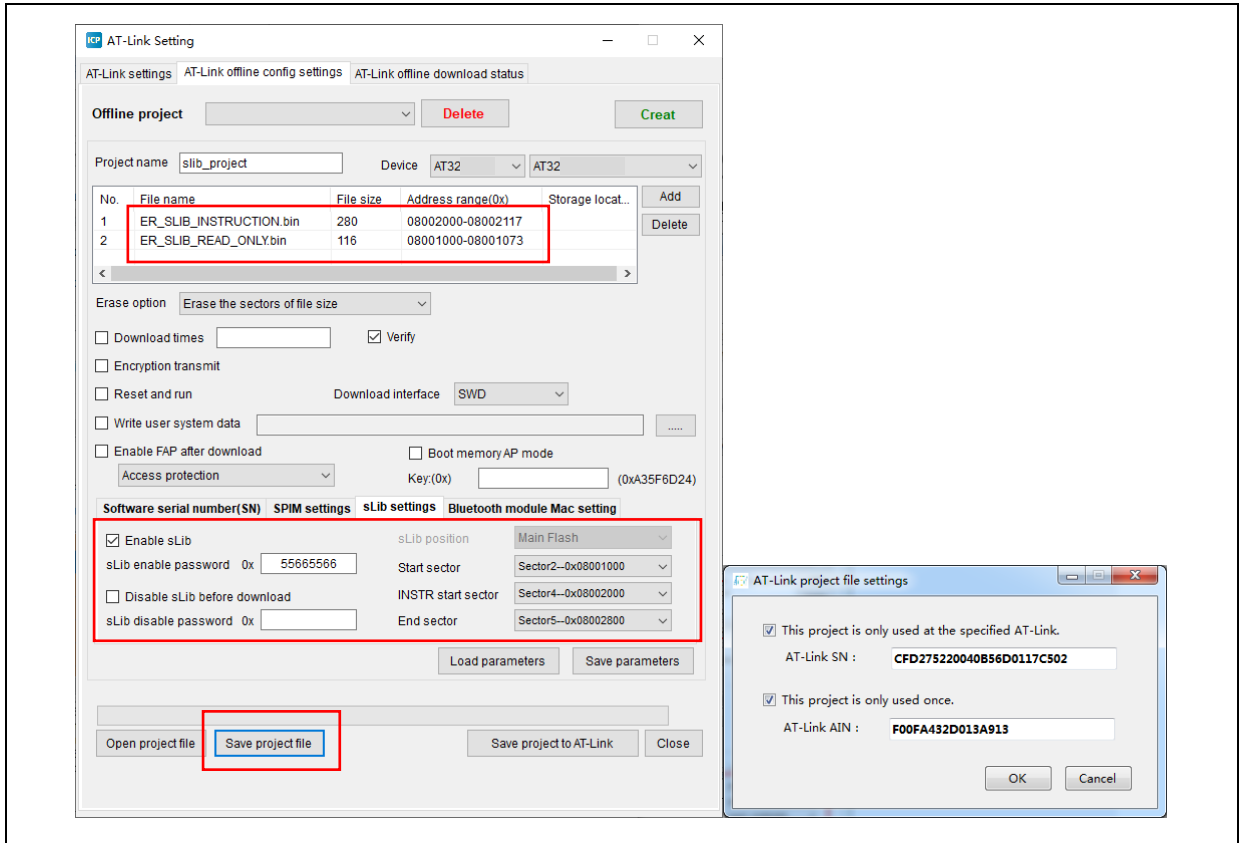 ICP AT-Link Setting
AT-Link settings AT-Link offline config settings AT-Link offline download status
Offline project Delete Creat
Project name slib_project Device AT32 AT32
No. File name File size Address range(0x) Storage locat... Add
1 ER_SLIB_INSTRUCTION.bin 280 08002000-08002117 Delete
2 ER_SLIB_READ_ONLY.bin 116 08001000-08001073
Erase option Erase the sectors of file size
Download times Verify
Encryption transmit
Reset and run Download interface SWD
Write user system data .....
Enable FAP after download Boot memory AP mode
Access protection Key:(0x) (0xA35F6D24)
Software serial number(SN) SPIM settings sLib settings Bluetooth module Mac setting
Enable sLib sLib position Main Flash
sLib enable password 0x 55665566 Start sector Sector2--0x08001000
Disable sLib before download INSTR start sector Sector4--0x08002000
sLib disable password 0x End sector Sector5--0x08002800
Load parameters Save parameters
Open project file Save project file Save project to AT-Link Close
AT-Link project file settings
This project is only used at the specified AT-Link.
AT-Link SN : CFD275220040B56D0117C502
This project is only used once.
AT-Link AIN : F00FA432D013A913
OK Cancel